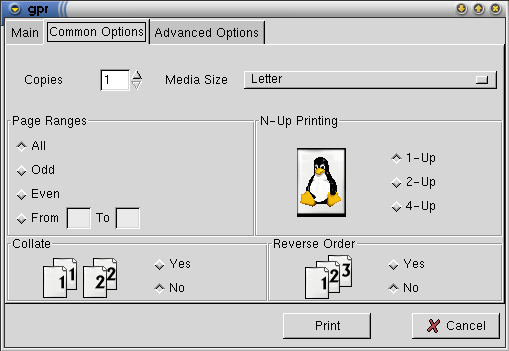 gpr
Main Common Options Advanced Options
Copies 1 Media Size Letter
Page Ranges
All
Odd
Even
From To
N-Up Printing
1-Up
2-Up
4-Up
Collate
1 1 2 2
Yes
No
Reverse Order
1 2 3
Yes
No
Print Cancel